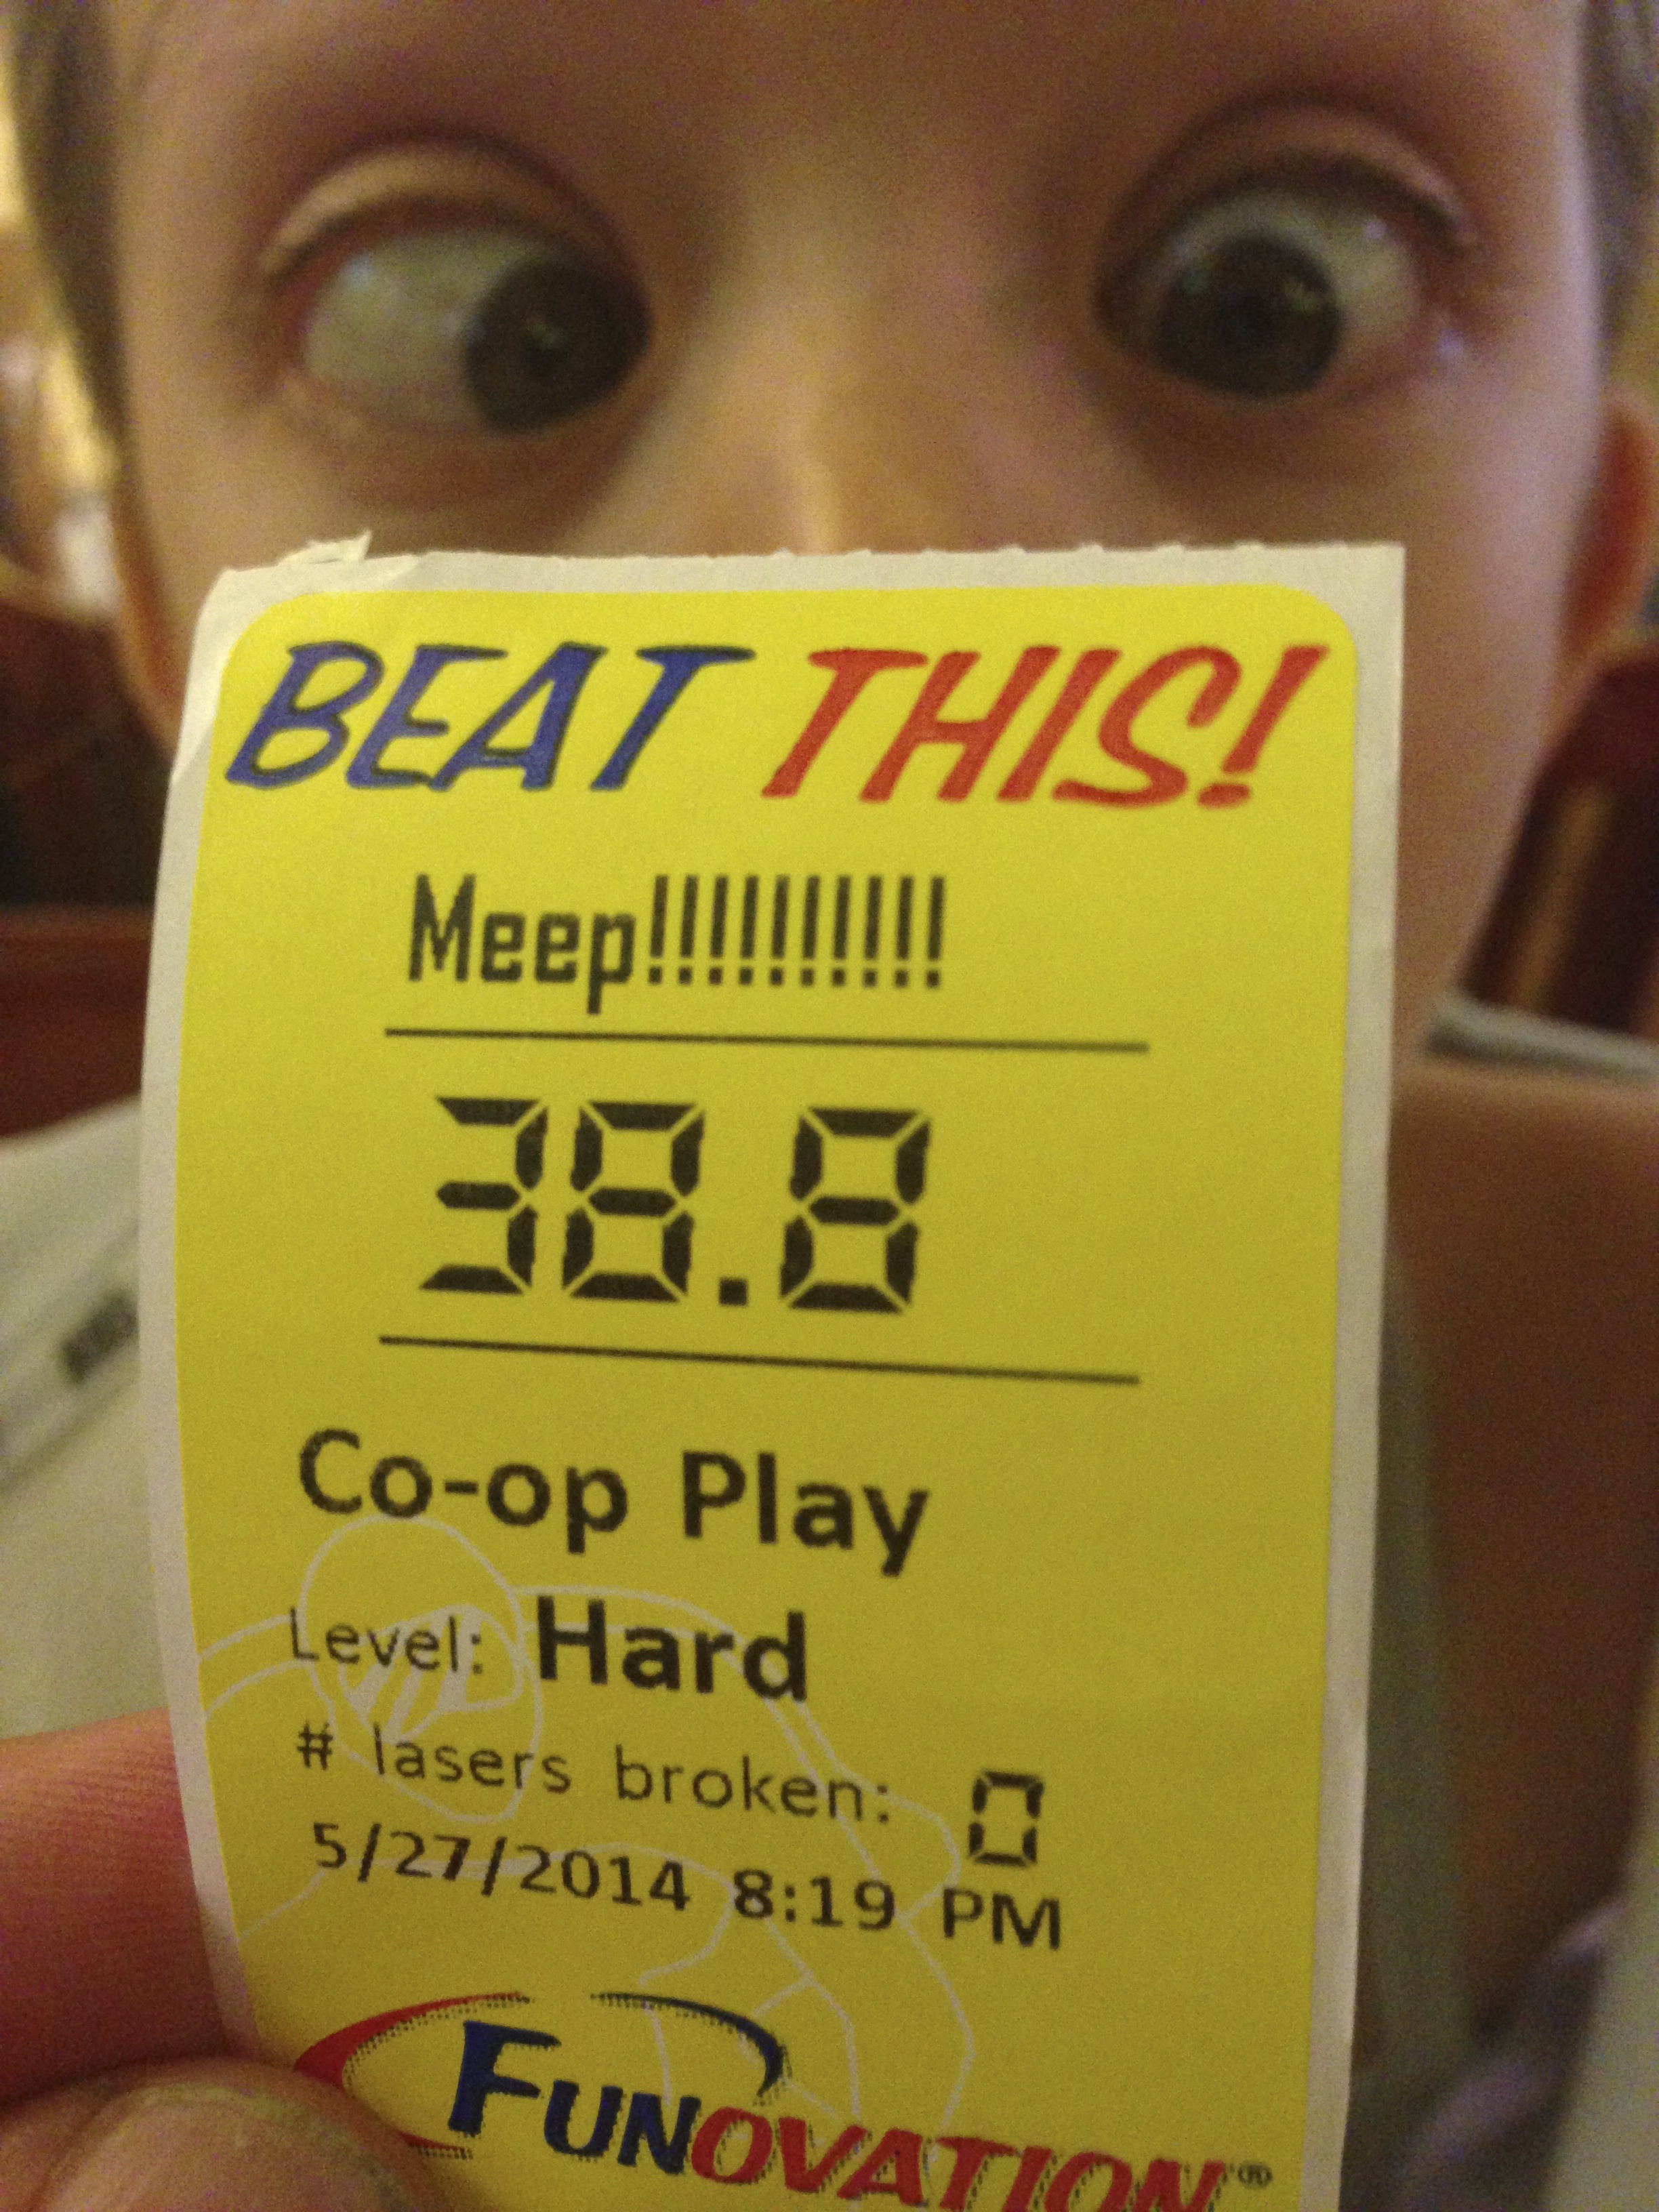 BEAT THIS!
Meep!!!!!!!!!!
38.8
Co-op Play
Level: Hard
# lasers broken: 0
5/27/2014 8:19 PM
FUNOVATION®